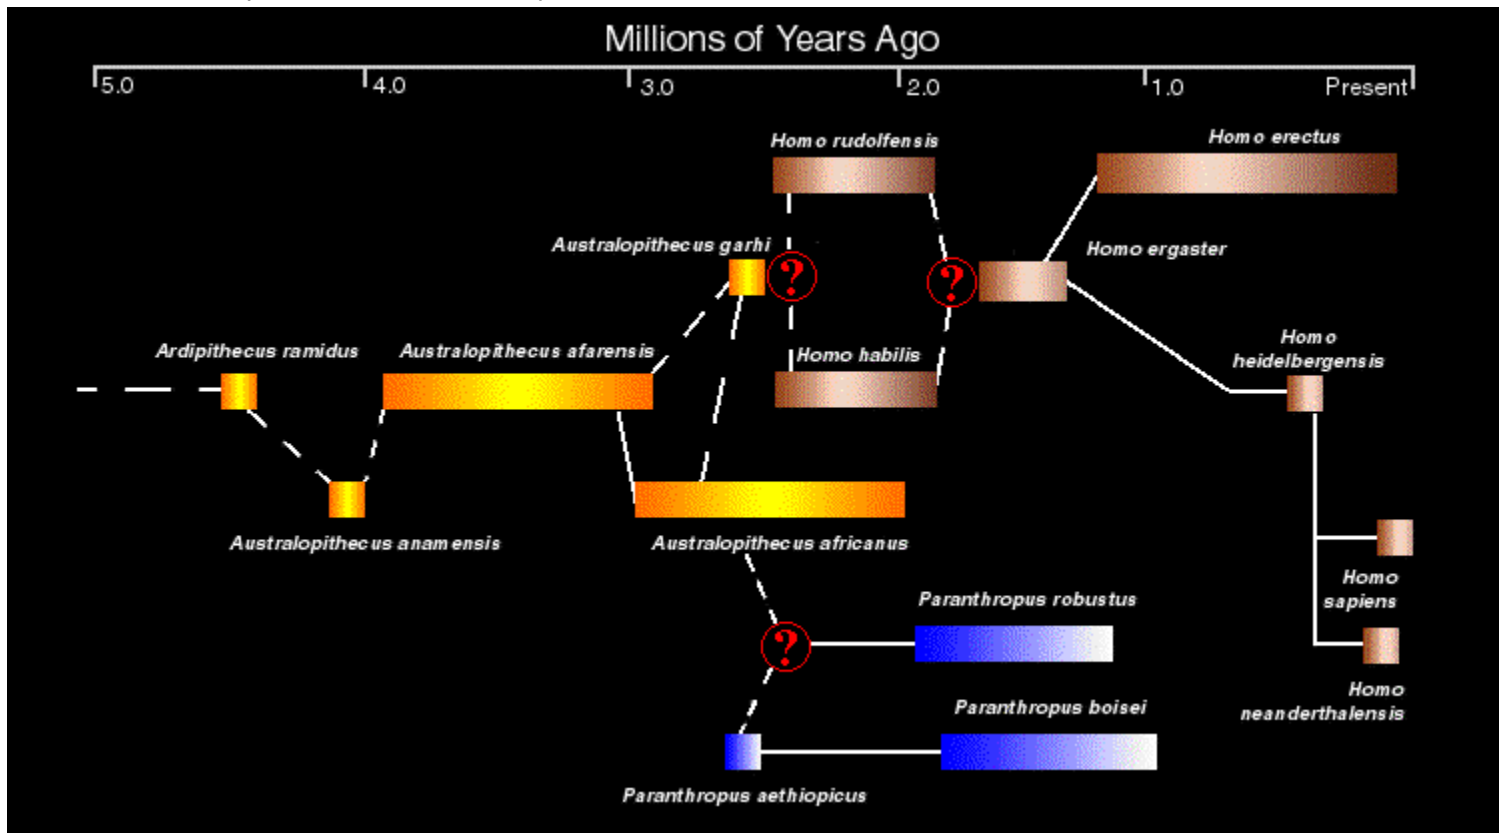 Millions of Years Ago
5.0 4.0 3.0 2.0 1.0 Present
Homo rudolfensis
Homo erectus
Australopithecus garhi
Homo ergaster
?
?
Ardipithecus ramidus
Australopithecus afarensis
Homo habilis
Homo
heidelbergensis
Australopithecus anamensis
Australopithecus africanus
Homo
sapiens
Paranthropus robustus
?
Homo
neanderthalensis
Paranthropus boisei
Paranthropus aethiopicus